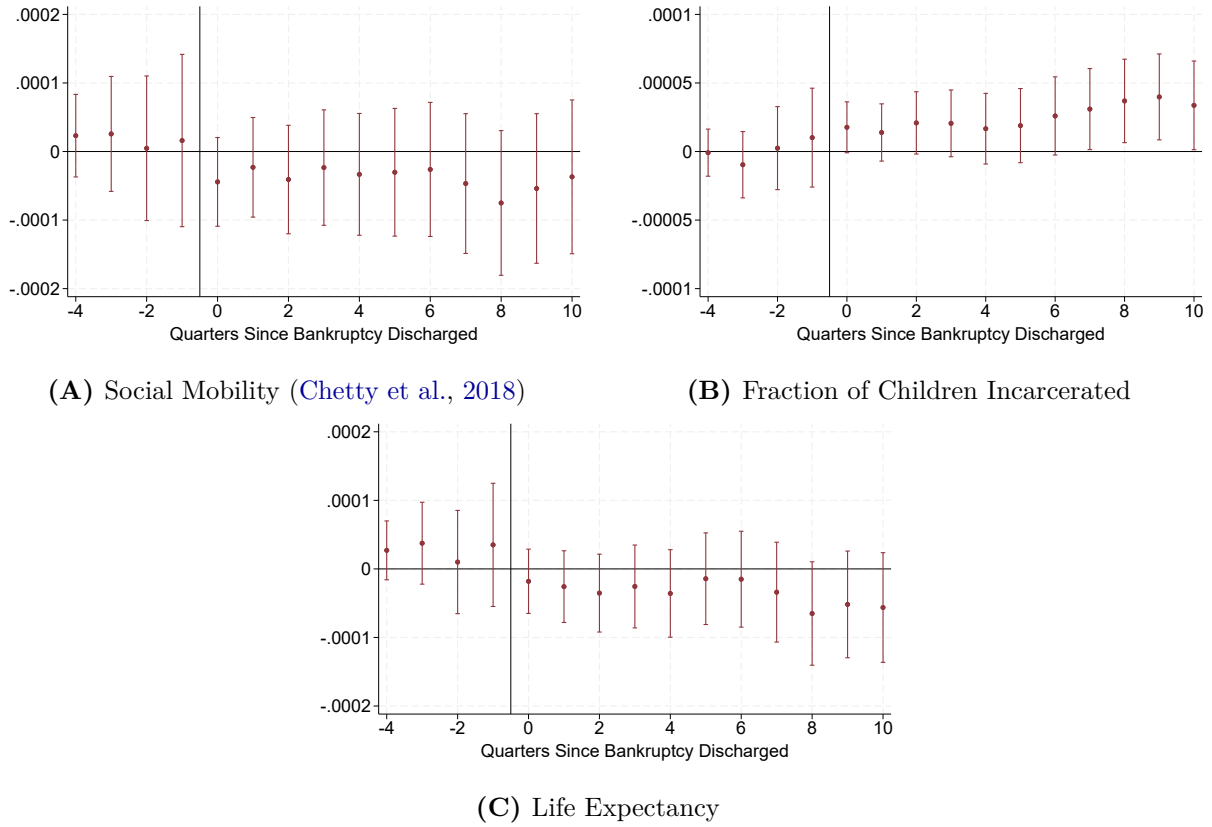 .0002
.0001
0
-.0001
-.0002
-4 -2 0 2 4 6 8 10
Quarters Since Bankruptcy Discharged
(A) Social Mobility (Chetty et al., 2018)
.0001
.00005
0
-.00005
-.0001
-4 -2 0 2 4 6 8 10
Quarters Since Bankruptcy Discharged
(B) Fraction of Children Incarcerated
.0002
.0001
0
-.0001
-.0002
-4 -2 0 2 4 6 8 10
Quarters Since Bankruptcy Discharged
(C) Life Expectancy